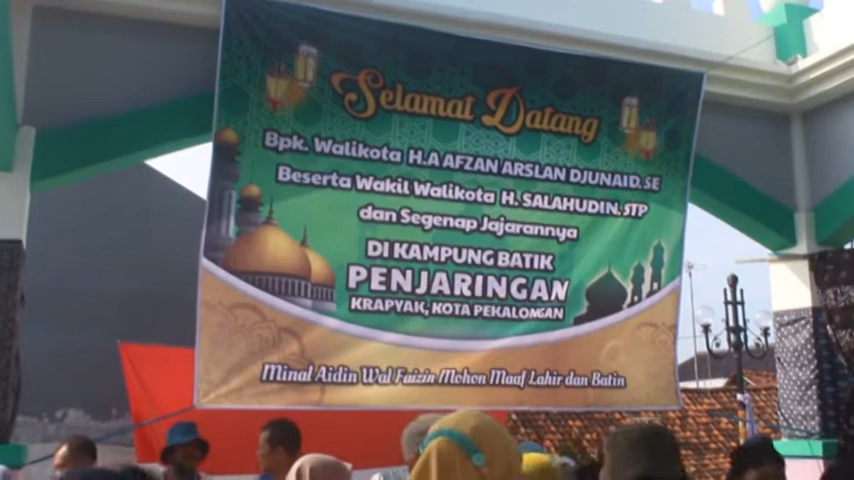 Selamat Datang
Bpk. Walikota H.A AFZAN ARSLAN DJUNAID. SE
Beserta Wakil Walikota H. SALAHUDIN. STP
dan Segenap Jajarannya
DI KAMPUNG BATIK
PENJARINGAN
KRAPYAK, KOTA PEKALONGAN
Minal Aidin Wal Faizin Mohon Maaf Lahir dan Batin